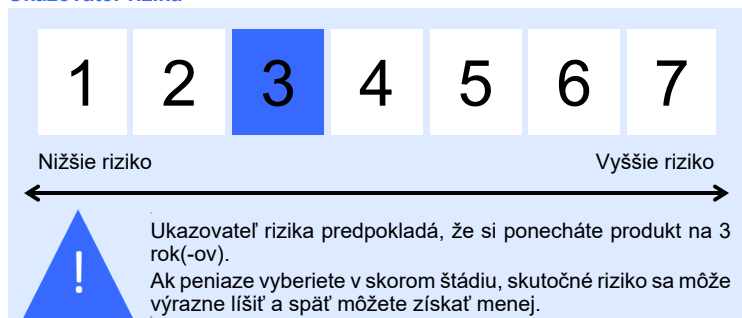 1 2 3 4 5 6 7
Nižšie riziko Vyššie riziko
Ukazovateľ rizika predpokladá, že si ponecháte produkt na 3
rok(-ov).
Ak peniaze vyberiete v skorom štádiu, skutočné riziko sa môže
výrazne líšiť a späť môžete získať menej.